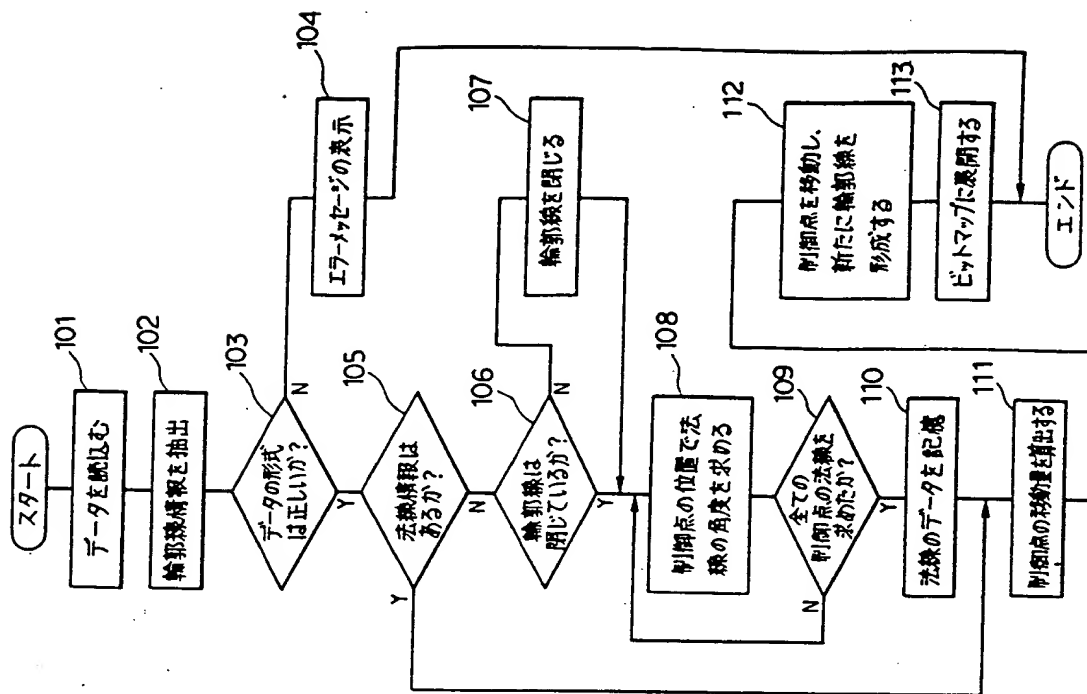 スタート
101
データを読込む
102
輪郭線情報を抽出
103
データの形式
は正しいか?
N
Y
104
エラーメッセージの表示
105
法線情報は
あるか?
Y
N
106
輪郭線は
閉じているか?
N
Y
107
輪郭線を閉じる
108
制御点の位置で法
線の角度を求める
109
全ての
制御点の法線を
求めたか?
N
Y
110
法線のデータを記憶
111
制御点の移動量を算出する
112
制御点を移動し、
新たに輪郭線を
形成する
113
ビットマップに展開する
エンド